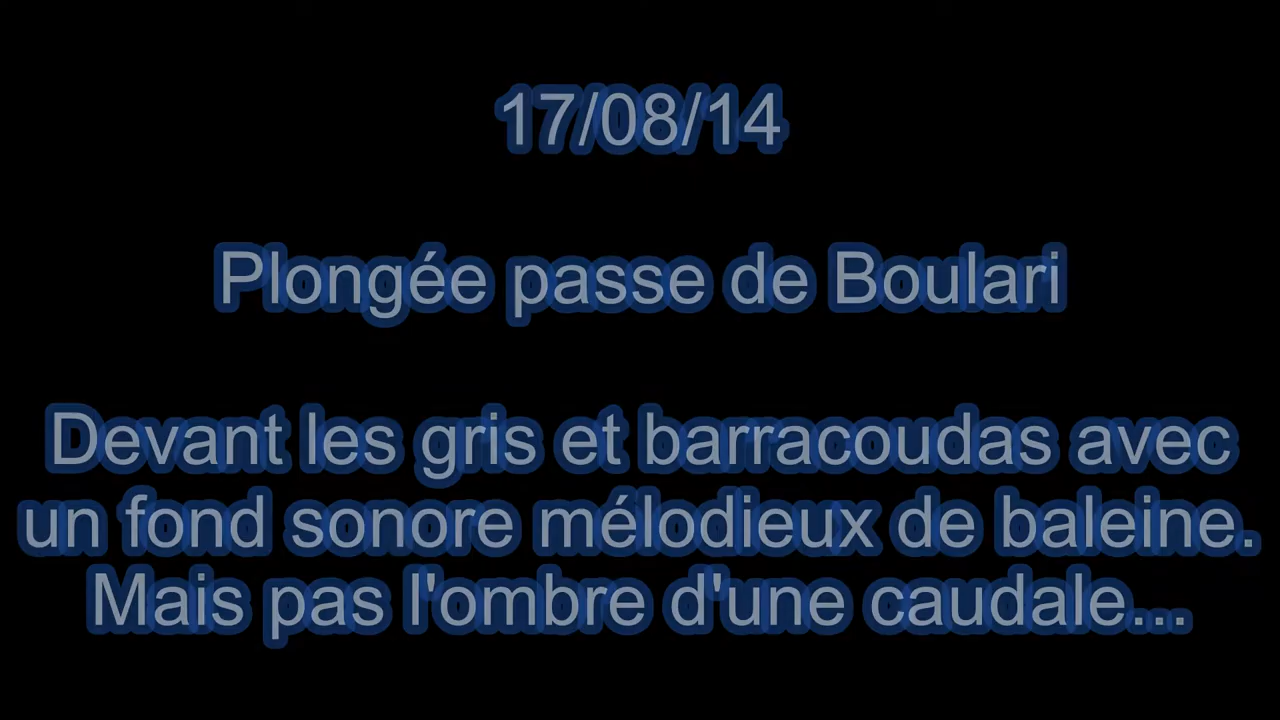 17/08/14
Plongée passe de Boulari
Devant les gris et barracoudas avec
un fond sonore mélodieux de baleine.
Mais pas l'ombre d'une caudale...